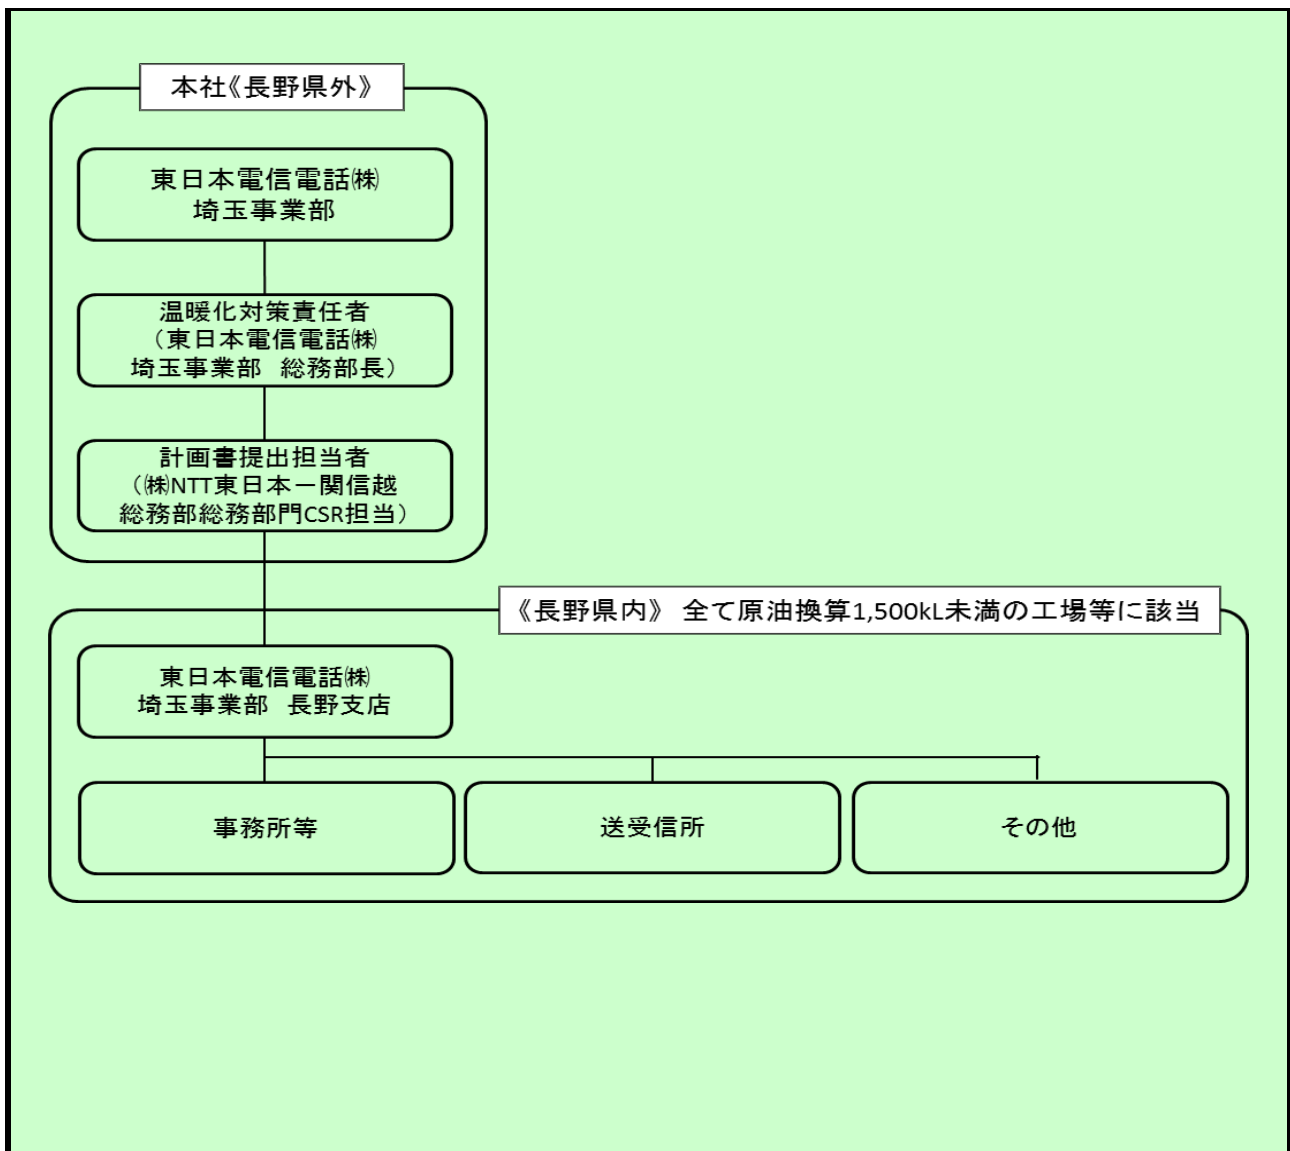 本社《長野県外》
東日本電信電話㈱
埼玉事業部
温暖化対策責任者
（東日本電信電話㈱
埼玉事業部　総務部長）
計画書提出担当者
（㈱NTT東日本－関信越
総務部総務部門CSR担当）
《長野県内》 全て原油換算1,500kL未満の工場等に該当
東日本電信電話㈱
埼玉事業部　長野支店
事務所等
送受信所
その他